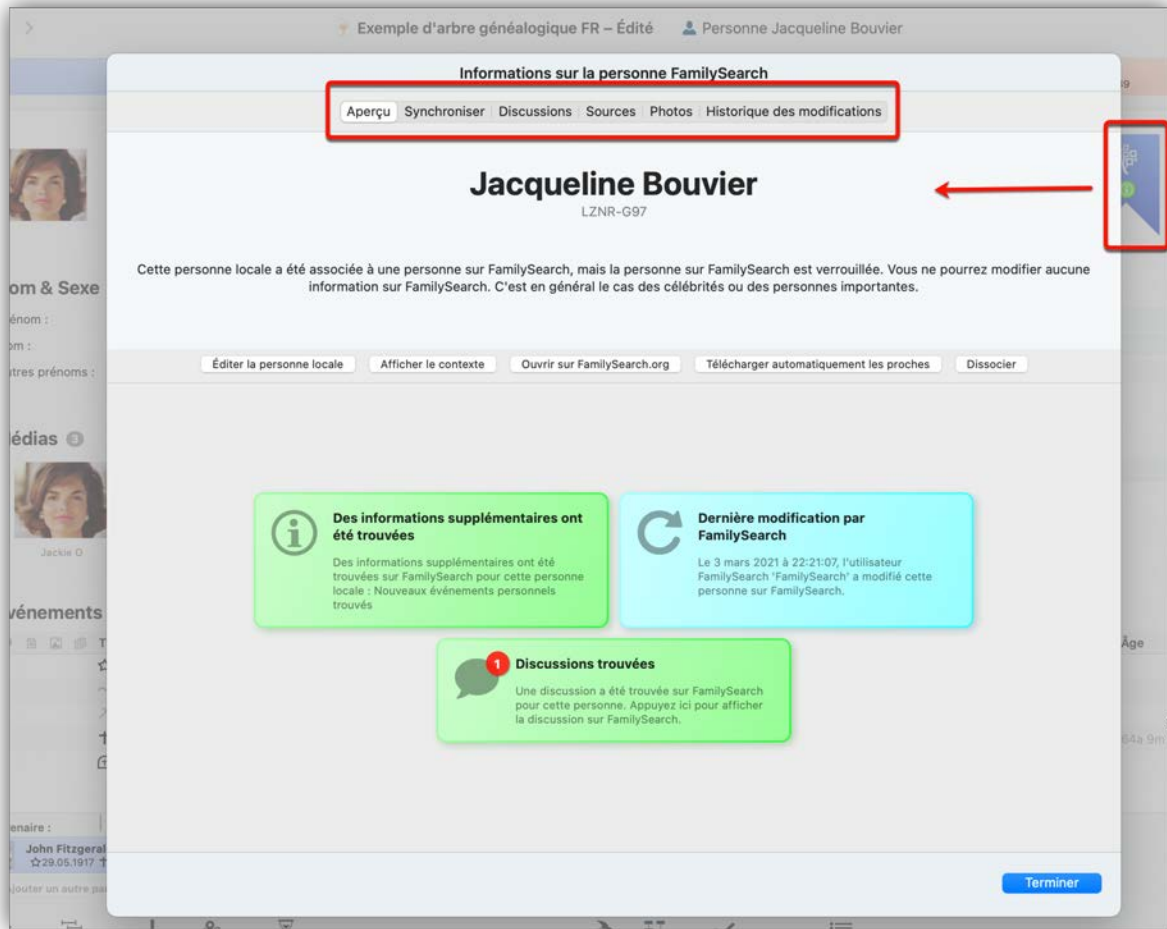 Exemple d'arbre généalogique FR – Édité
Personne Jacqueline Bouvier
Informations sur la personne FamilySearch
Aperçu Synchroniser Discussions Sources Photos Historique des modifications
Jacqueline Bouvier
LZNR-G97
Cette personne locale a été associée à une personne sur FamilySearch, mais la personne sur FamilySearch est verrouillée. Vous ne pourrez modifier aucune
information sur FamilySearch. C'est en général le cas des célébrités ou des personnes importantes.
om & Sexe
énom :
om :
utres prénoms :
Éditer la personne locale Afficher le contexte Ouvrir sur FamilySearch.org Télécharger automatiquement les proches Dissocier
édias 3
Jackie O
Des informations supplémentaires ont
été trouvées
Des informations supplémentaires ont été
trouvées sur FamilySearch pour cette personne
locale : Nouveaux événements personnels
trouvés
Dernière modification par
FamilySearch
Le 3 mars 2021 à 22:21:07, l'utilisateur
FamilySearch 'FamilySearch' a modifié cette
personne sur FamilySearch.
1 Discussions trouvées
Une discussion a été trouvée sur FamilySearch
pour cette personne. Appuyez ici pour afficher
la discussion sur FamilySearch.
vénements
T
Âge
64a 9m
enaire :
John Fitzgeral
29.05.1917
jouter un autre pa
Terminer